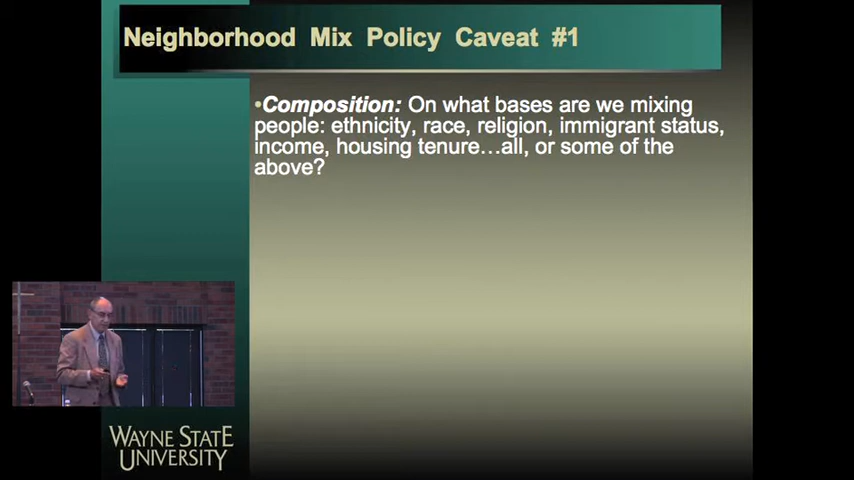 Neighborhood Mix Policy Caveat #1
•Composition: On what bases are we mixing
people: ethnicity, race, religion, immigrant status,
income, housing tenure…all, or some of the
above?
WAYNE STATE
UNIVERSITY